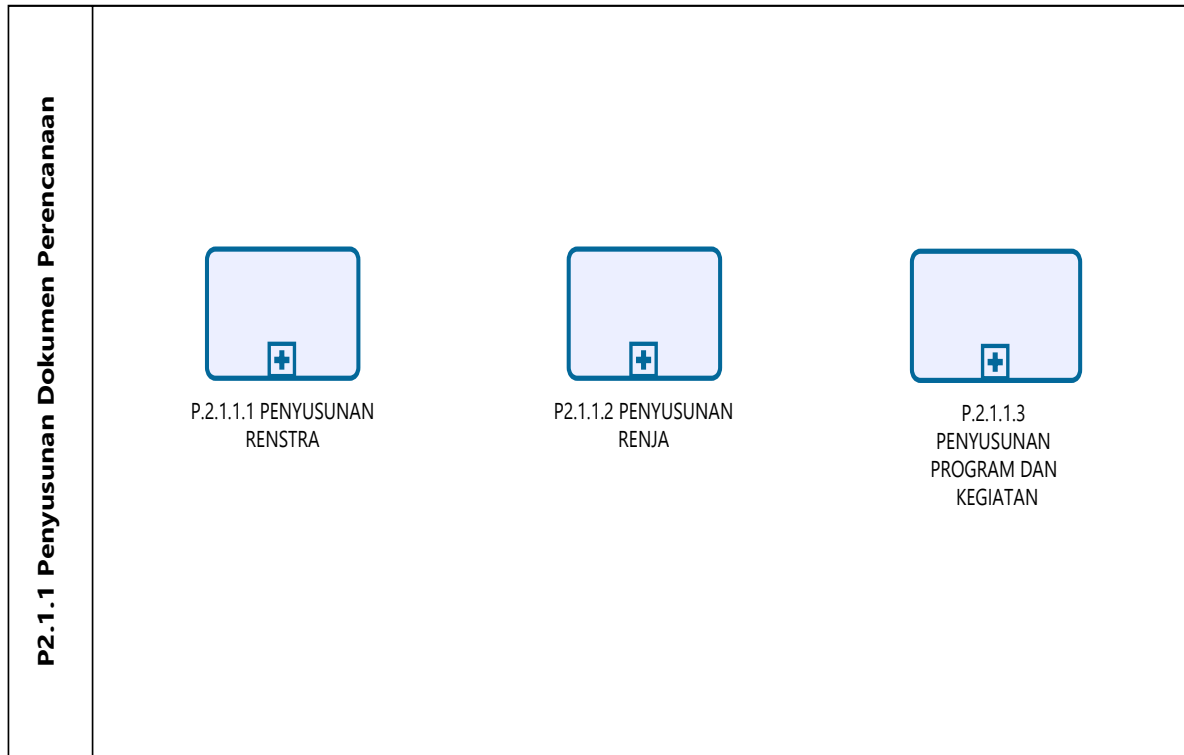 P2.1.1 Penyusunan Dokumen Perencanaan
P.2.1.1.1 PENYUSUNAN
RENSTRA
P2.1.1.2 PENYUSUNAN
RENJA
P.2.1.1.3
PENYUSUNAN
PROGRAM DAN
KEGIATAN